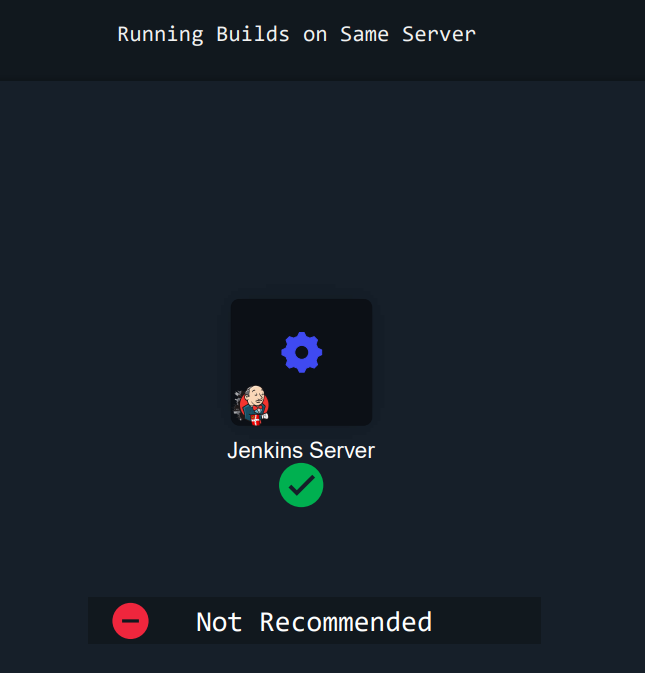 Running Builds on Same Server
Jenkins Server
Not Recommended